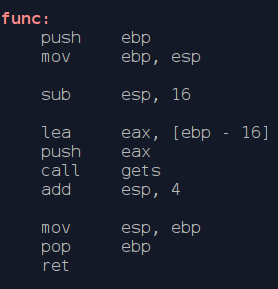 func:
push ebp
mov ebp, esp
sub esp, 16
lea eax, [ebp - 16]
push eax
call gets
add esp, 4
mov esp, ebp
pop ebp
ret